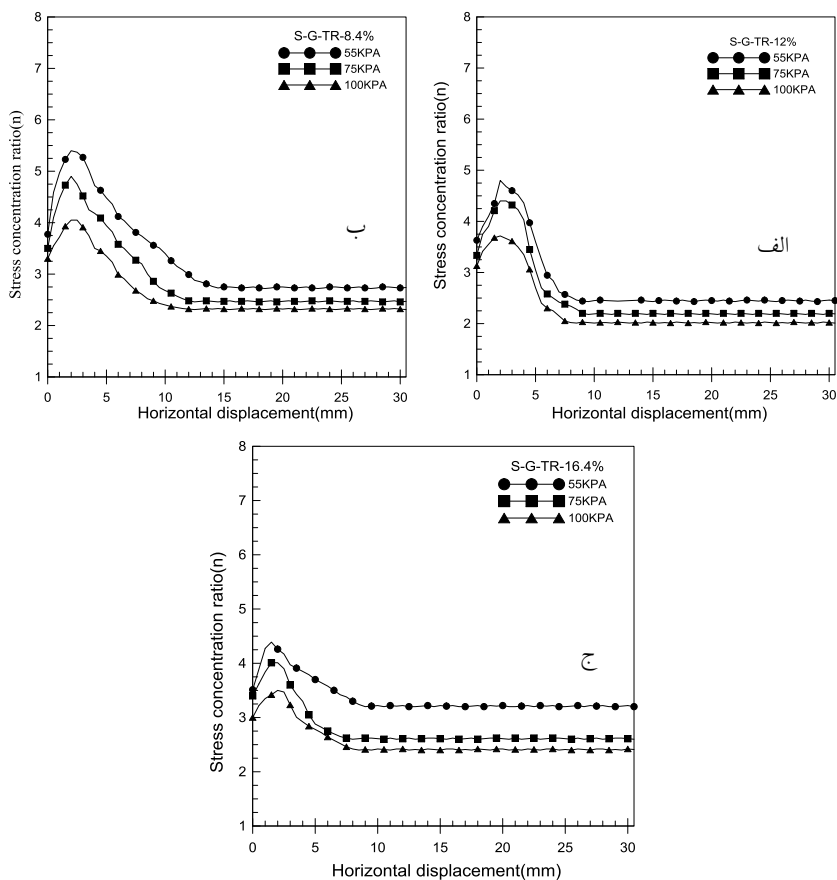 8
7
6
5
4
3
2
1
Stress concentration ratio(n)
S-G-TR-8.4%
55KPA
75KPA
100KPA
ب
0 5 10 15 20 25 30
Horizontal displacement(mm)
8
7
6
5
4
3
2
1
Stress concentration ratio(n)
S-G-TR-12%
55KPA
75KPA
100KPA
الف
0 5 10 15 20 25 30
Horizontal displacement(mm)
8
7
6
5
4
3
2
1
Stress concentration ratio(n)
S-G-TR-16.4%
55KPA
75KPA
100KPA
ج
0 5 10 15 20 25 30
Horizontal displacement(mm)